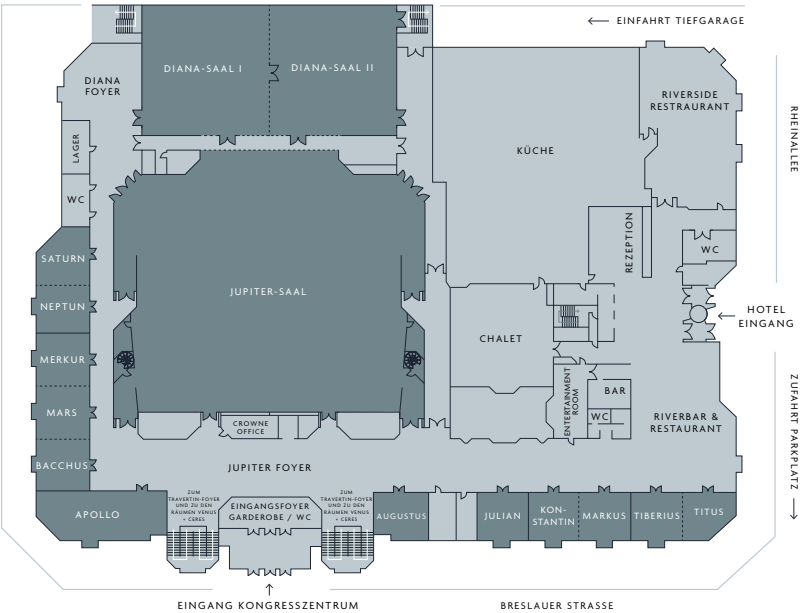 EINFAHRT TIEFGARAGE
DIANA-SAAL I
DIANA-SAAL II
DIANA
FOYER
RIVERSIDE
RESTRAURANT
RHEINALLEE
KÜCHE
LAGER
WC
REZEPTION
WC
SATURN
JUPITER-SAAL
NEPTUN
HOTEL
EINGANG
CHALET
MERKUR
ENTERTAINMENT
ROOM
BAR
MARS
WC
RIVERBAR &
RESTAURANT
CROWNE
OFFICE
ZUFAHRT PARKPLATZ
BACCHUS
JUPITER FOYER
ZUM
TRAVERTIN-FOYER
UND ZU DEN
RÄUMEN VENUS
+ CERES
EINGANGSFOYER
GARDEROBE / WC
ZUM
TRAVERTIN-FOYER
UND ZU DEN
RÄUMEN VENUS
+ CERES
APOLLO
AUGUSTUS
JULIAN
KON-
STANTIN
MARKUS
TIBERIUS
TITUS
EINGANG KONGRESSZENTRUM
BRESLAUER STRASSE